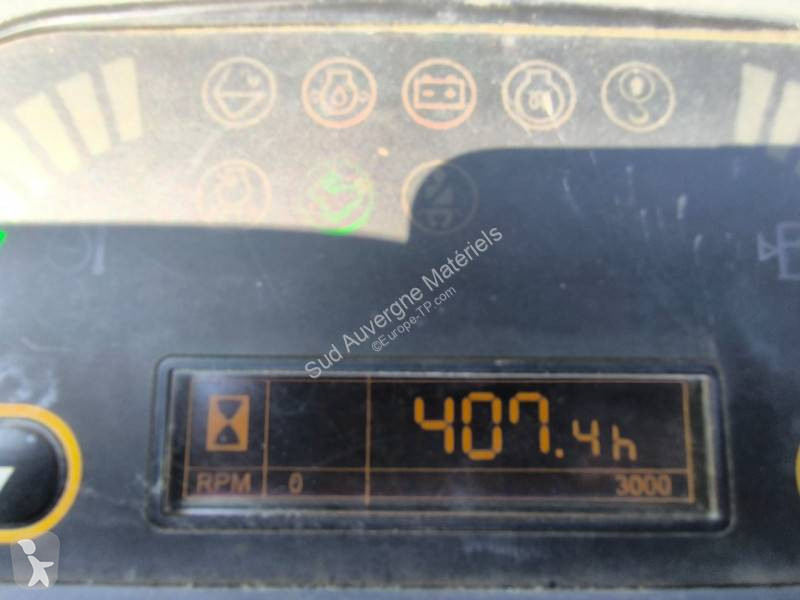 Sud Auvergne Matériels
©Europe-TP.com
407.4h
RPM 0 3000